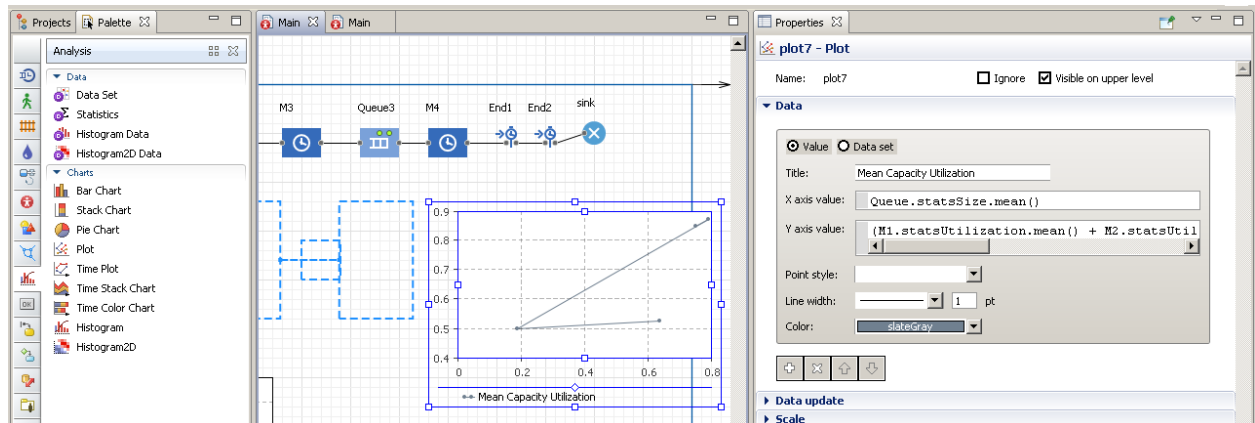 Projects Palette
Main Main
Properties
Analysis
Data
Data Set
Statistics
Histogram Data
Histogram2D Data
Charts
Bar Chart
Stack Chart
Pie Chart
Plot
Time Plot
Time Stack Chart
Time Color Chart
Histogram
Histogram2D
OK
M3 Queue3 M4 End1 End2 sink
0.9
0.8
0.7
0.6
0.5
0.4
0 0.2 0.4 0.6 0.8
Mean Capacity Utilization
plot7 - Plot
Name: plot7 Ignore Visible on upper level
Data
Value Data set
Title: Mean Capacity Utilization
X axis value: Queue.statsSize.mean()
Y axis value: (M1.statsUtilization.mean() + M2.statsUtil
Point style:
Line width: 1 pt
Color: slateGray
Data update
Scale